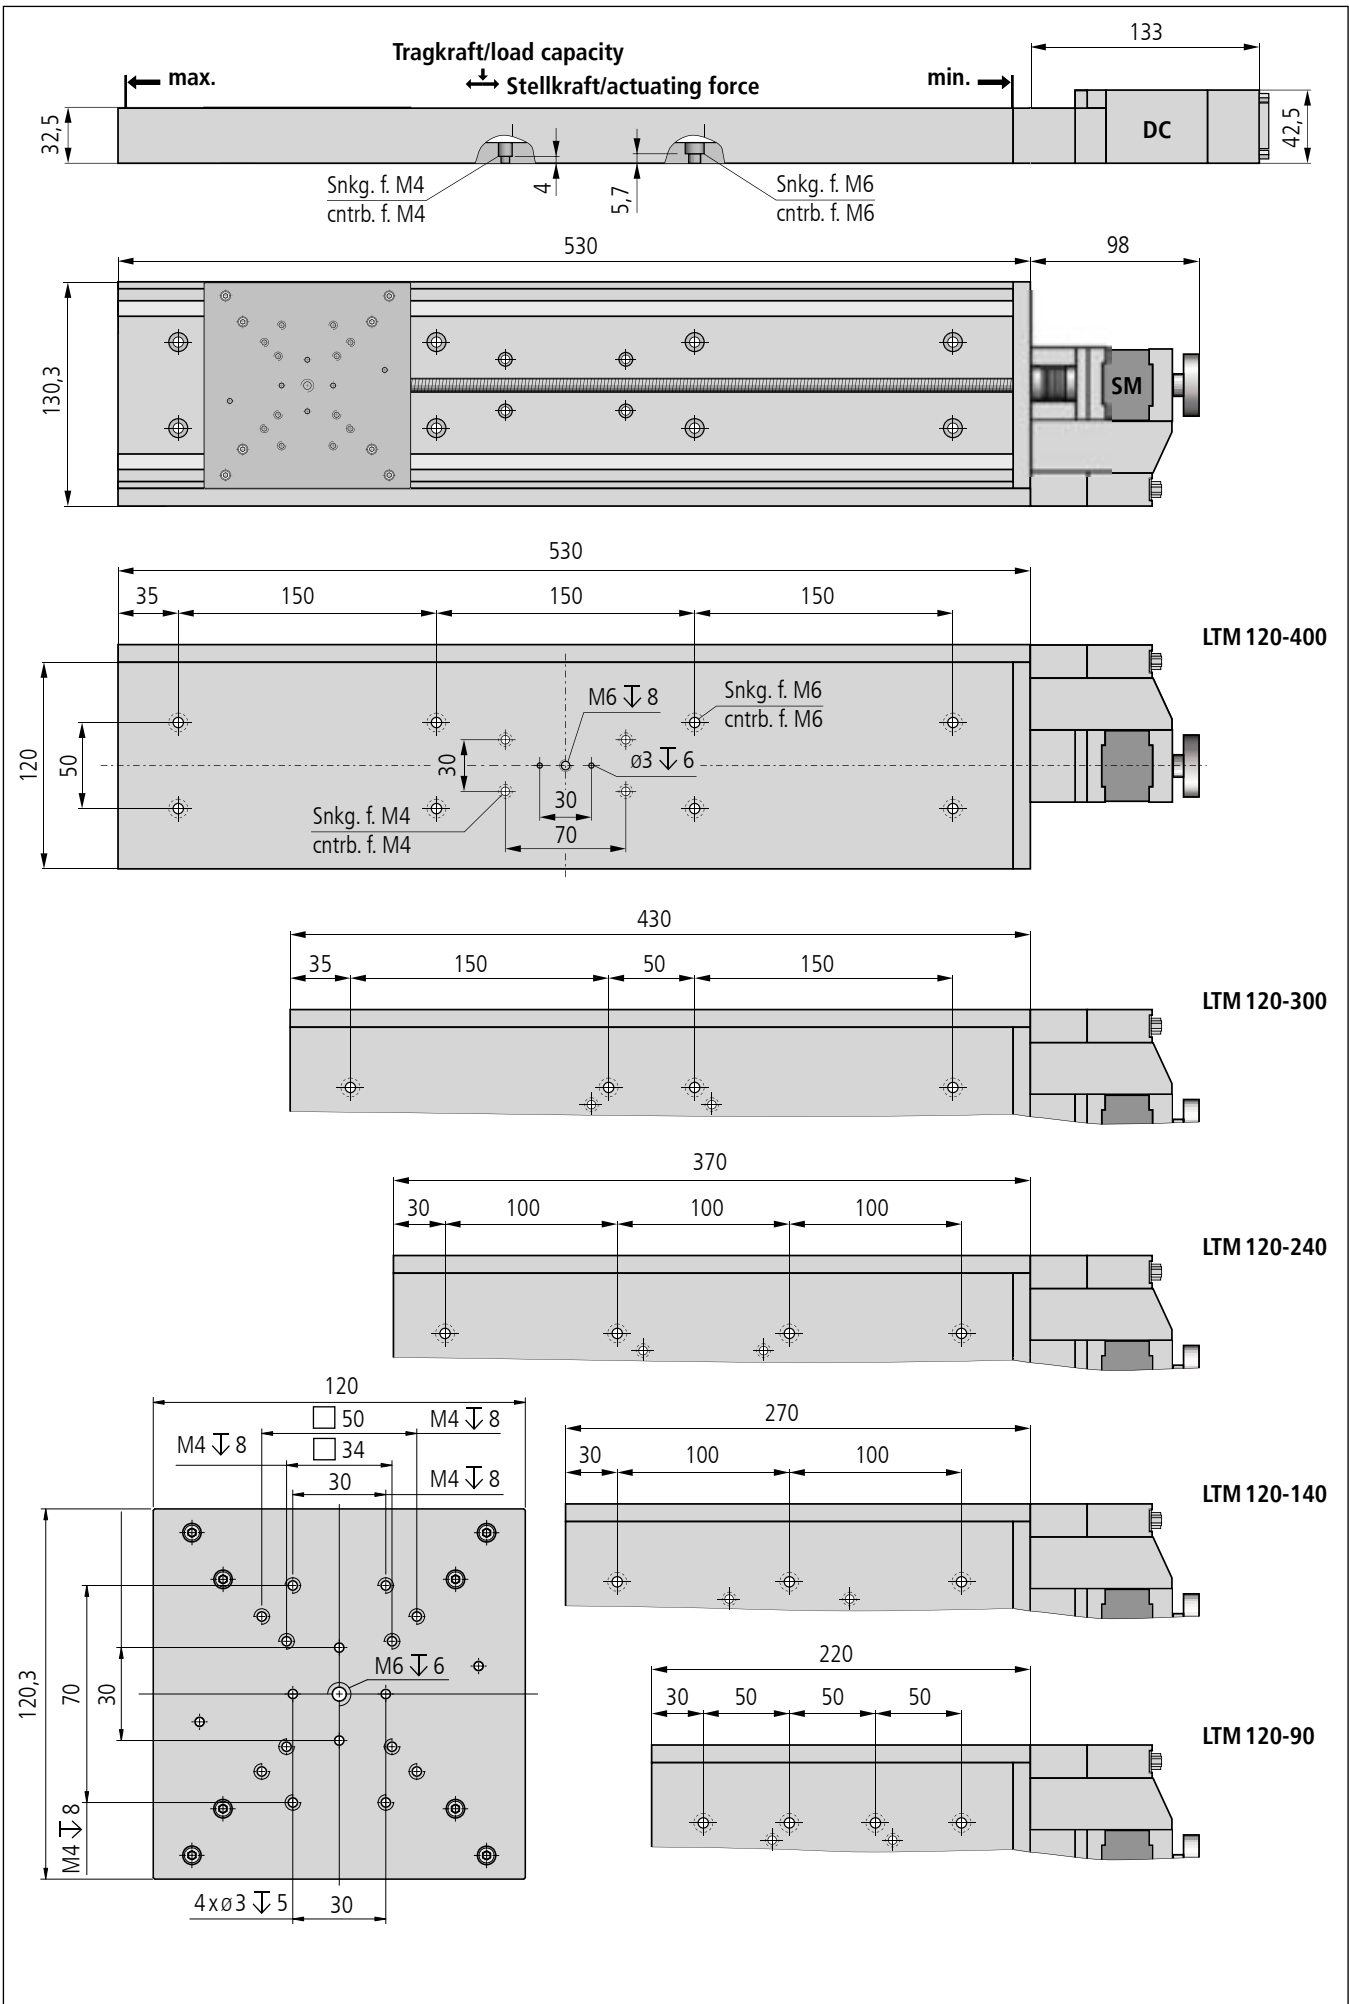 133
Tragkraft/load capacity
max.
Stellkraft/actuating force
min.
32,5
DC
42,5
Snkg. f. M4
cntrb. f. M4
4
5,7
Snkg. f. M6
cntrb. f. M6
530
98
130,3
SM
530
35 150 150 150
LTM 120-400
M6 ↧ 8
Snkg. f. M6
cntrb. f. M6
120
50
30
ø3 ↧ 6
30
Snkg. f. M4
cntrb. f. M4
70
430
35 150 50 150
LTM 120-300
370
30 100 100 100
LTM 120-240
120
□ 50
M4 ↧ 8
M4 ↧ 8
□ 34
30
M4 ↧ 8
270
30 100 100
LTM 120-140
M6 ↧ 6
120,3
70
30
M4 ↧ 8
4xø3 ↧ 5
30
220
30 50 50 50
LTM 120-90